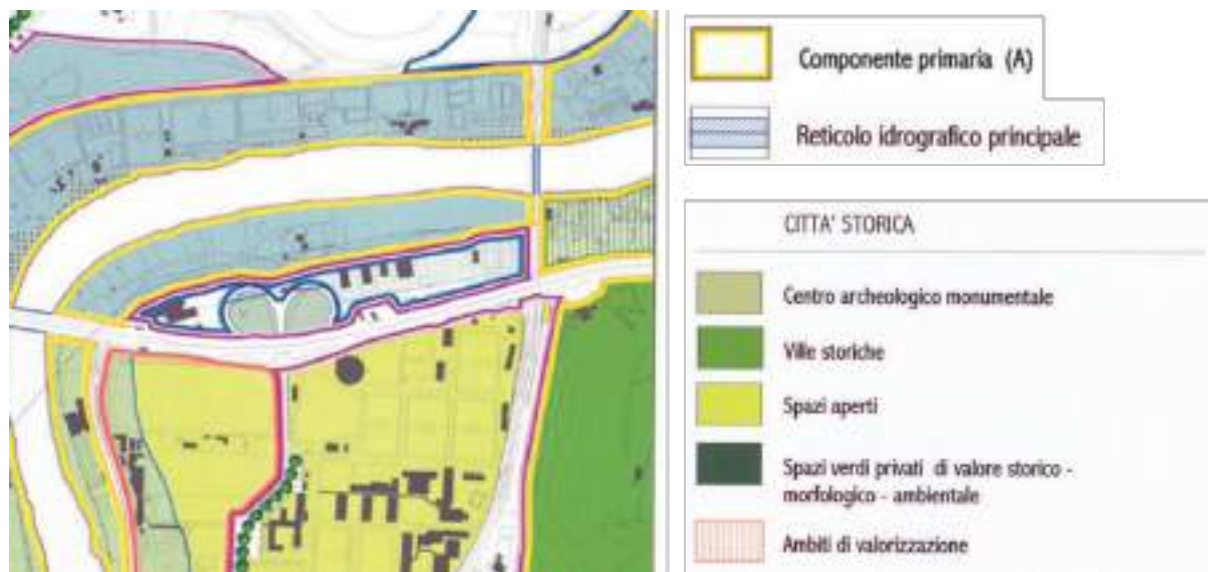 Componente primaria (A)
Reticolo idrografico principale
CITTA' STORICA
Centro archeologico monumentale
Ville storiche
Spazi aperti
Spazi verdi privati di valore storico -
morfologico - ambientale
Ambiti di valorizzazione